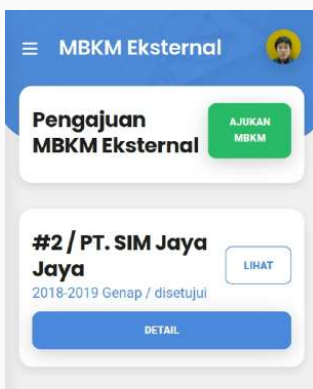 MBKM Eksternal
Pengajuan
MBKM Eksternal
AJUKAN
MBKM
#2 / PT. SIM Jaya
Jaya
2018-2019 Genap / disetujui
LIHAT
DETAIL